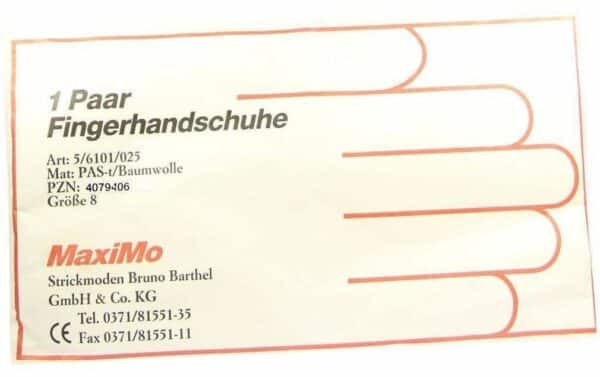 1 Paar
Fingerhandschuhe
Art: 5/6101/025
Mat: PAS-t/Baumwolle
PZN: 4079406
Größe 8
MaxiMo
Strickmoden Bruno Barthel
GmbH & Co. KG
CE Tel. 0371/81551-35
Fax 0371/81551-11